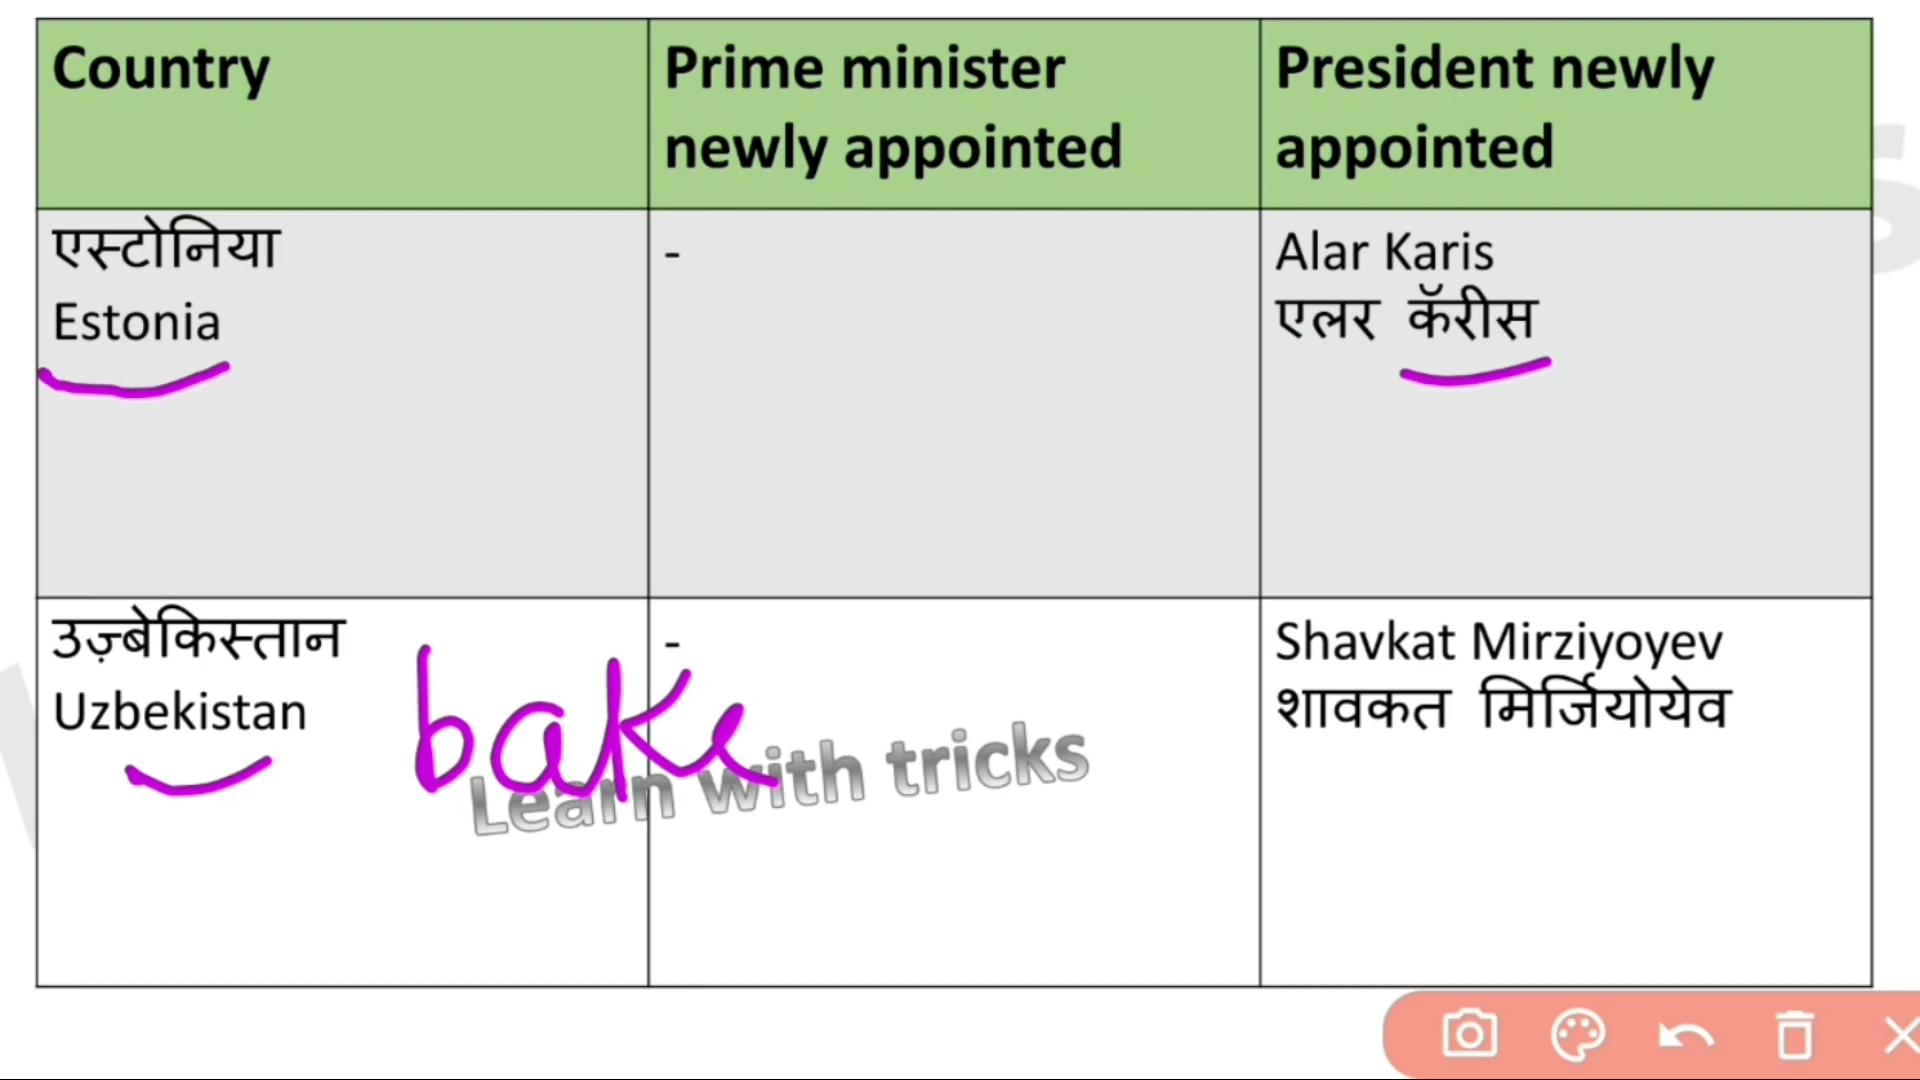 Country
Prime minister
newly appointed
President newly
appointed
एस्टोनिया
Estonia
-
Alar Karis
एलर कॅरीस
उज़्बेकिस्तान
Uzbekistan
bake
-
Shavkat Mirziyoyev
शावकत मिर्जियोयेव
Learn with tricks